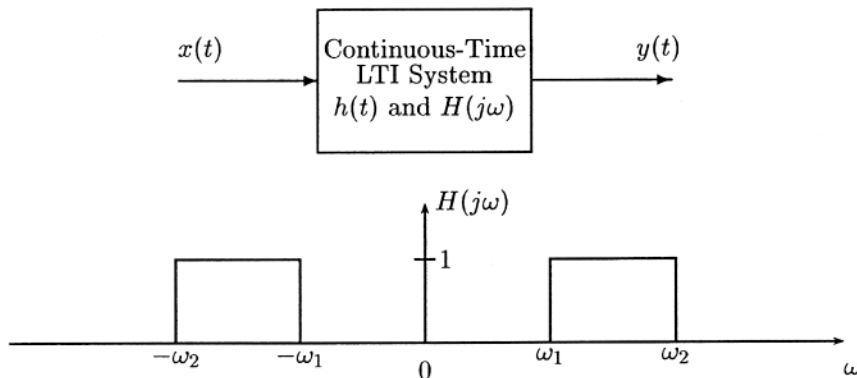 x(t)
Continuous-Time
LTI System
h(t) and H(jω)
y(t)
H(jω)
1
−ω₂
−ω₁
0
ω₁
ω₂
ω